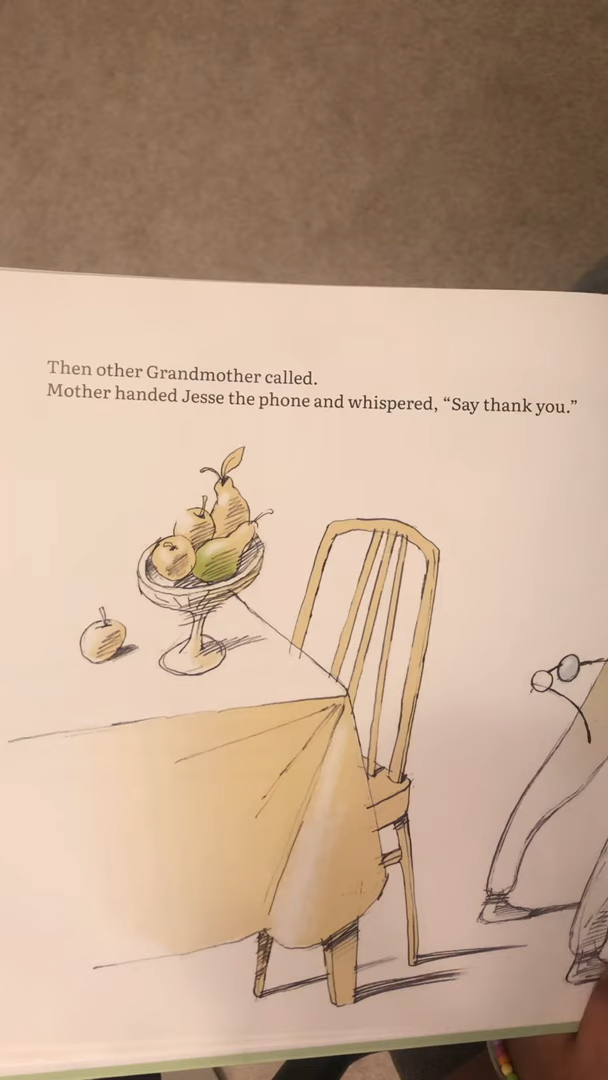 Then other Grandmother called.
Mother handed Jesse the phone and whispered, “Say thank you.”